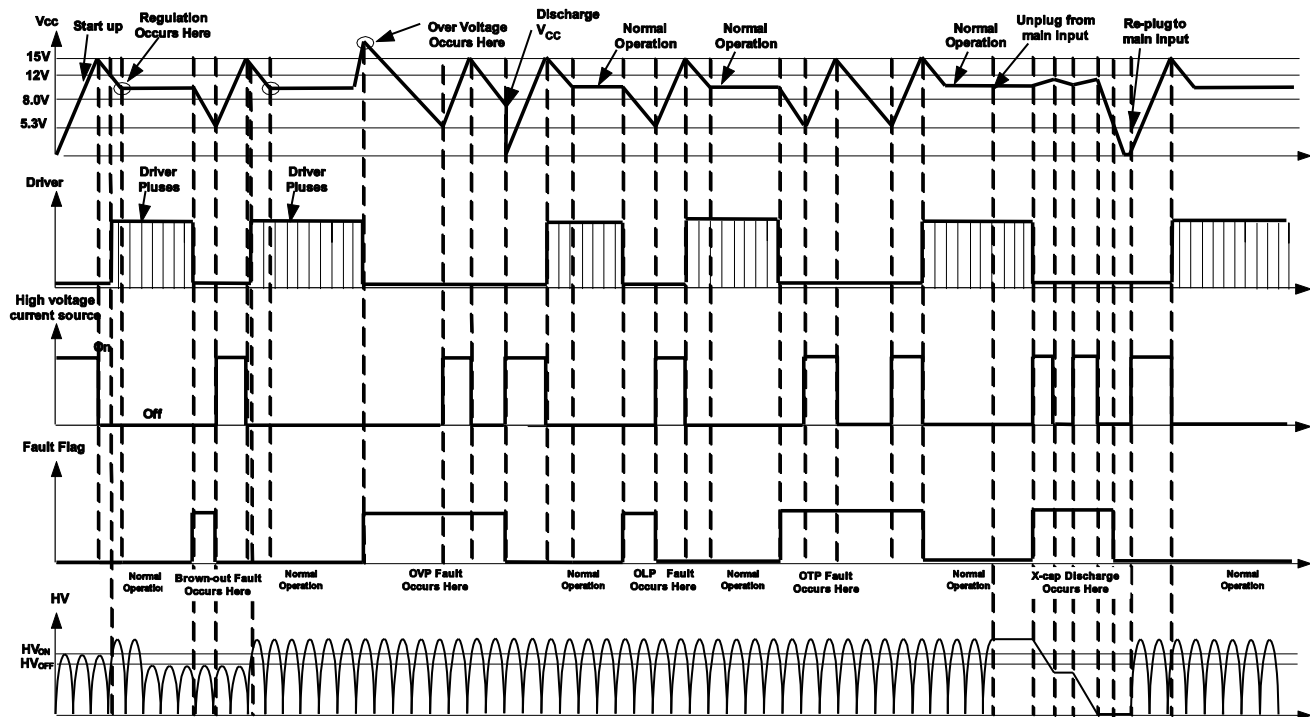 Vcc
Start up
Regulation
Occurs Here
Over Voltage
Occurs Here
Discharge
VCC
Normal
Operation
Normal
Operation
Normal
Operation
Unplug from
main input
Re-plugto
main input
15V
12V
8.0V
5.3V
Driver
Driver
Pluses
Driver
Pluses
High voltage
current source
On
Off
Fault Flag
Normal
Operation
Brown-out Fault
Occurs Here
Normal
Operation
OVP Fault
Occurs Here
Normal
Operation
OLP Fault
Occurs Here
Normal
Operation
OTP Fault
Occurs Here
Normal
Operation
X-cap Discharge
Occurs Here
Normal
Operation
HV
HVON
HVOFF